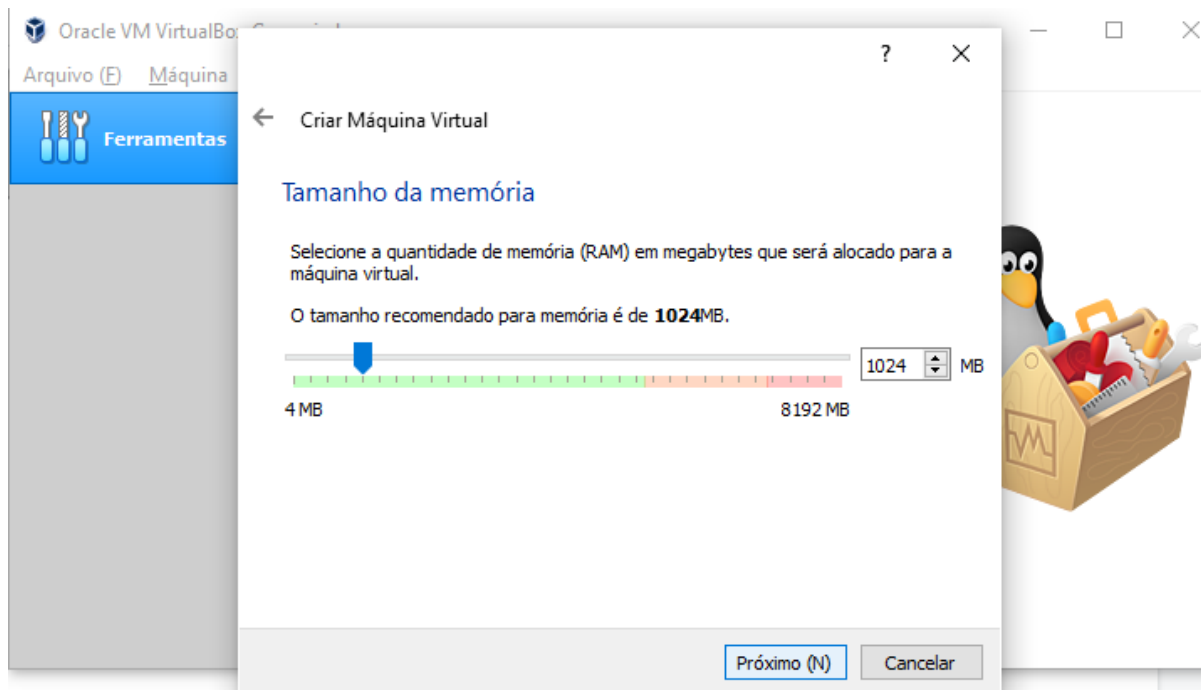 Oracle VM VirtualBo
Arquivo (F) Máquina
?
Ferramentas
Criar Máquina Virtual
Tamanho da memória
Selecione a quantidade de memória (RAM) em megabytes que será alocado para a
máquina virtual.
O tamanho recomendado para memória é de 1024MB.
1024 MB
4 MB 8192 MB
Próximo (N) Cancelar